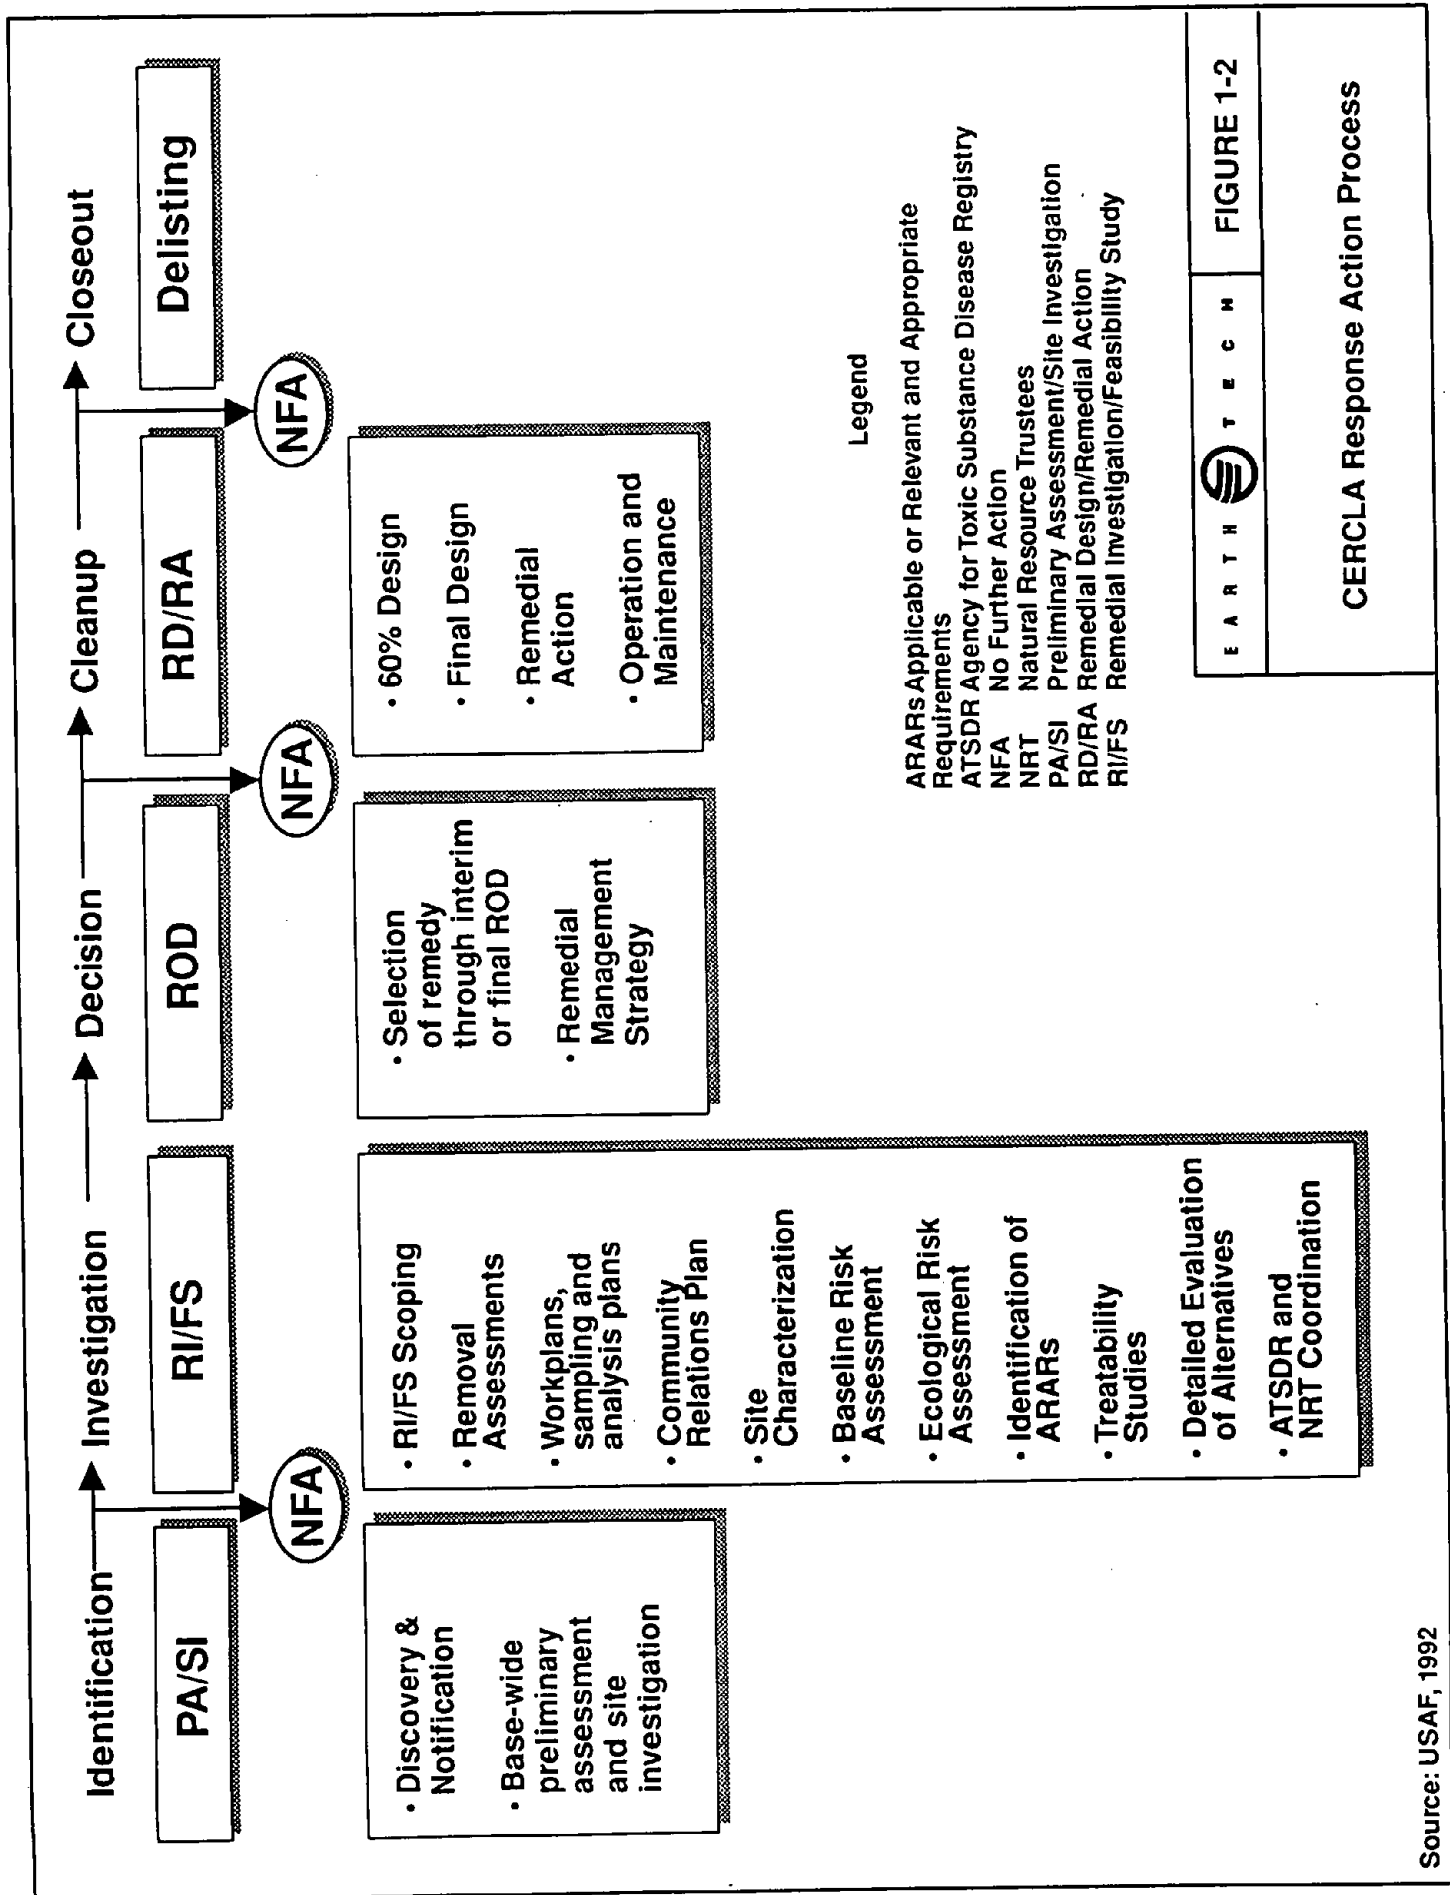 Identification
Investigation
Decision
Cleanup
Closeout
PA/SI
RI/FS
ROD
RD/RA
Delisting
NFA
NFA
NFA
• Discovery &
Notification
• Base-wide
preliminary
assessment
and site
investigation
• RI/FS Scoping
• Removal
Assessments
• Workplans,
sampling and
analysis plans
• Community
Relations Plan
• Site
Characterization
• Baseline Risk
Assessment
• Ecological Risk
Assessment
• Identification of
ARARs
• Treatability
Studies
• Detailed Evaluation
of Alternatives
• ATSDR and
NRT Coordination
• Selection
of remedy
through interim
or final ROD
• Remedial
Management
Strategy
• 60% Design
• Final Design
• Remedial
Action
• Operation and
Maintenance
Legend
ARARs Applicable or Relevant and Appropriate
Requirements
ATSDR Agency for Toxic Substance Disease Registry
NFA No Further Action
NRT Natural Resource Trustees
PA/SI Preliminary Assessment/Site Investigation
RD/RA Remedial Design/Remedial Action
RI/FS Remedial Investigation/Feasibility Study
EARTH TECH
FIGURE 1-2
CERCLA Response Action Process
Source: USAF, 1992